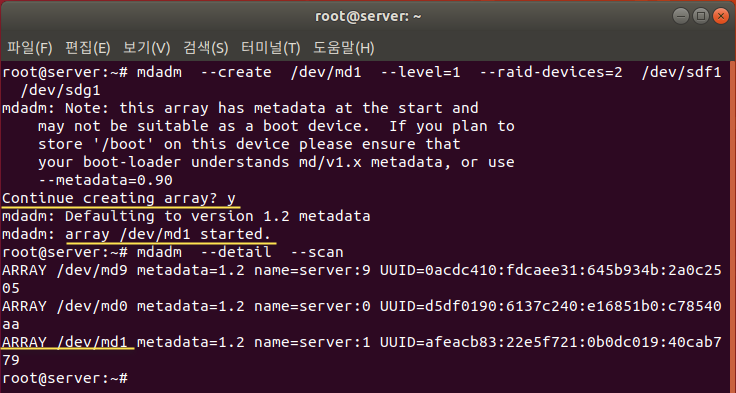 root@server: ~
파일(F) 편집(E) 보기(V) 검색(S) 터미널(T) 도움말(H)
root@server:~# mdadm  --create  /dev/md1  --level=1  --raid-devices=2  /dev/sdf1
  /dev/sdg1
mdadm: Note: this array has metadata at the start and
    may not be suitable as a boot device.  If you plan to
    store '/boot' on this device please ensure that
    your boot-loader understands md/v1.x metadata, or use
    --metadata=0.90
Continue creating array? y
mdadm: Defaulting to version 1.2 metadata
mdadm: array /dev/md1 started.
root@server:~# mdadm  --detail  --scan
ARRAY /dev/md9 metadata=1.2 name=server:9 UUID=0acdc410:fdcaee31:645b934b:2a0c25
05
ARRAY /dev/md0 metadata=1.2 name=server:0 UUID=d5df0190:6137c240:e16851b0:c78540
aa
ARRAY /dev/md1 metadata=1.2 name=server:1 UUID=afeacb83:22e5f721:0b0dc019:40cab7
79
root@server:~#